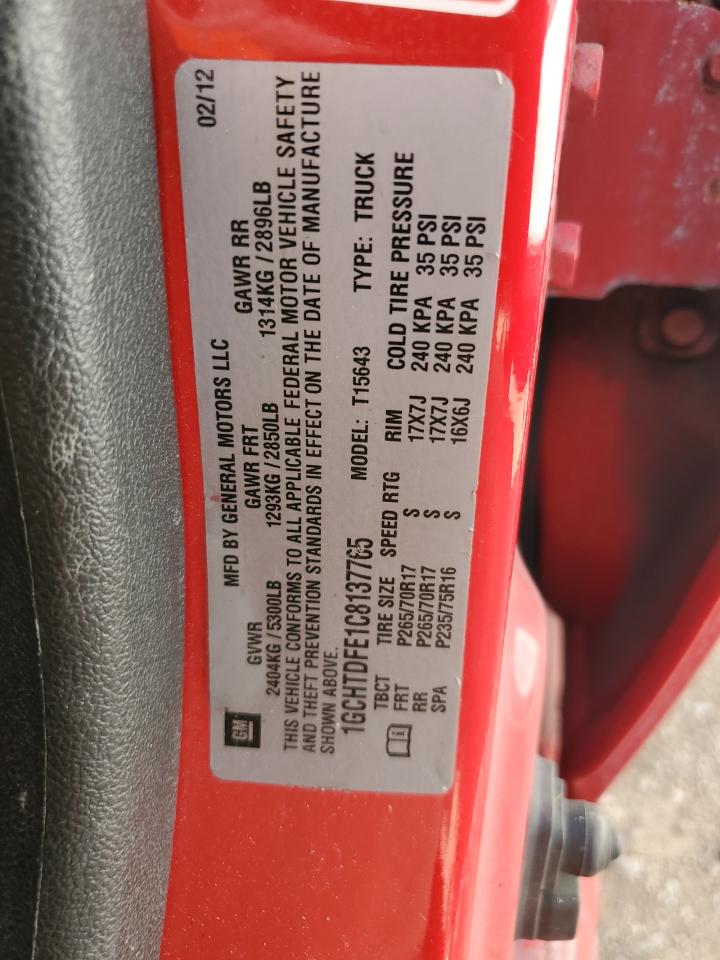 02/12
MFD BY GENERAL MOTORS LLC
GM
GVWR GAWR FRT GAWR RR
2404KG/5300LB 1293KG/2850LB 1314KG/2896LB
THIS VEHICLE CONFORMS TO ALL APPLICABLE FEDERAL MOTOR VEHICLE SAFETY
AND THEFT PREVENTION STANDARDS IN EFFECT ON THE DATE OF MANUFACTURE
SHOWN ABOVE.
1GCHTDFE1C8137765 MODEL: T15643 TYPE: TRUCK
TBCT TIRE SIZE SPEED RTG RIM COLD TIRE PRESSURE
FRT P265/70R17 S 17X7J 240 KPA 35 PSI
RR P265/70R17 S 17X7J 240 KPA 35 PSI
SPA P235/75R16 S 16X6J 240 KPA 35 PSI